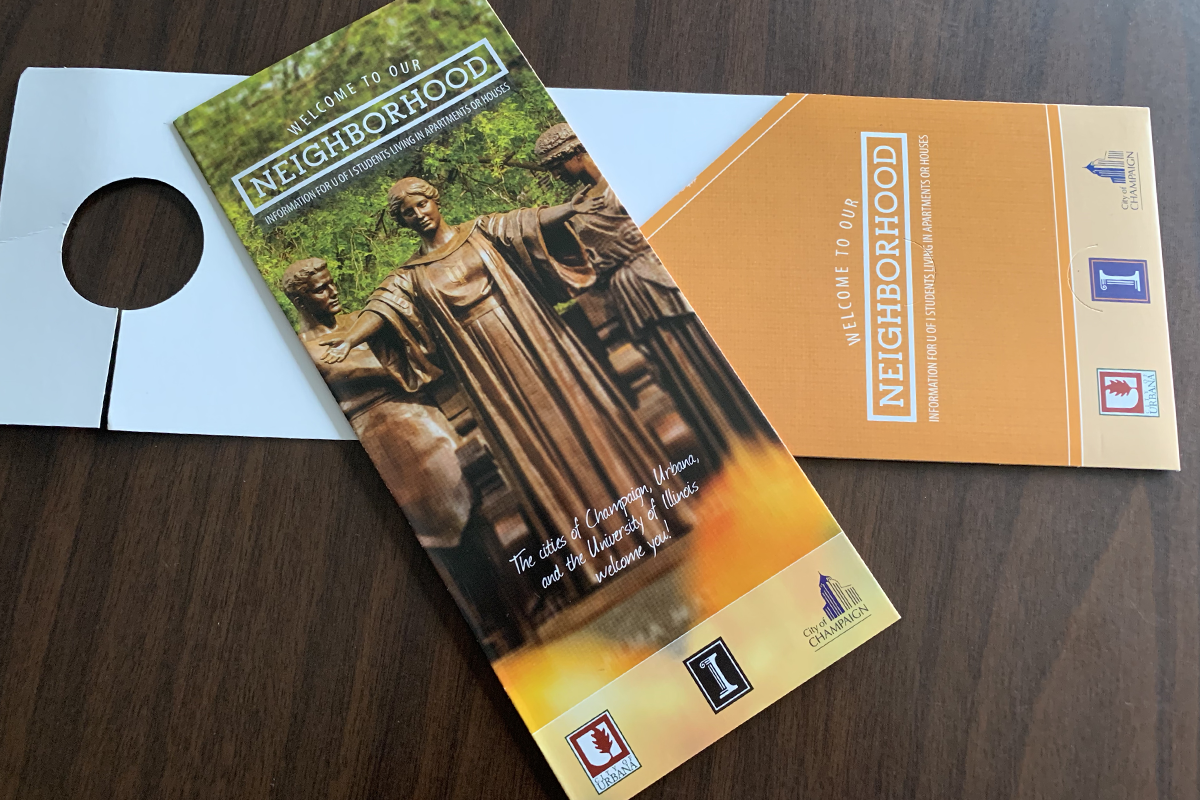 WELCOME TO OUR
NEIGHBORHOOD
INFORMATION FOR U OF I STUDENTS LIVING IN APARTMENTS OR HOUSES
The cities of Champaign, Urbana,
and the University of Illinois
welcome you!
CITY OF
URBANA
I
City of
CHAMPAIGN
WELCOME TO OUR
NEIGHBORHOOD
INFORMATION FOR U OF I STUDENTS LIVING IN APARTMENTS OR HOUSES
City of
CHAMPAIGN
I
CITY OF
URBANA